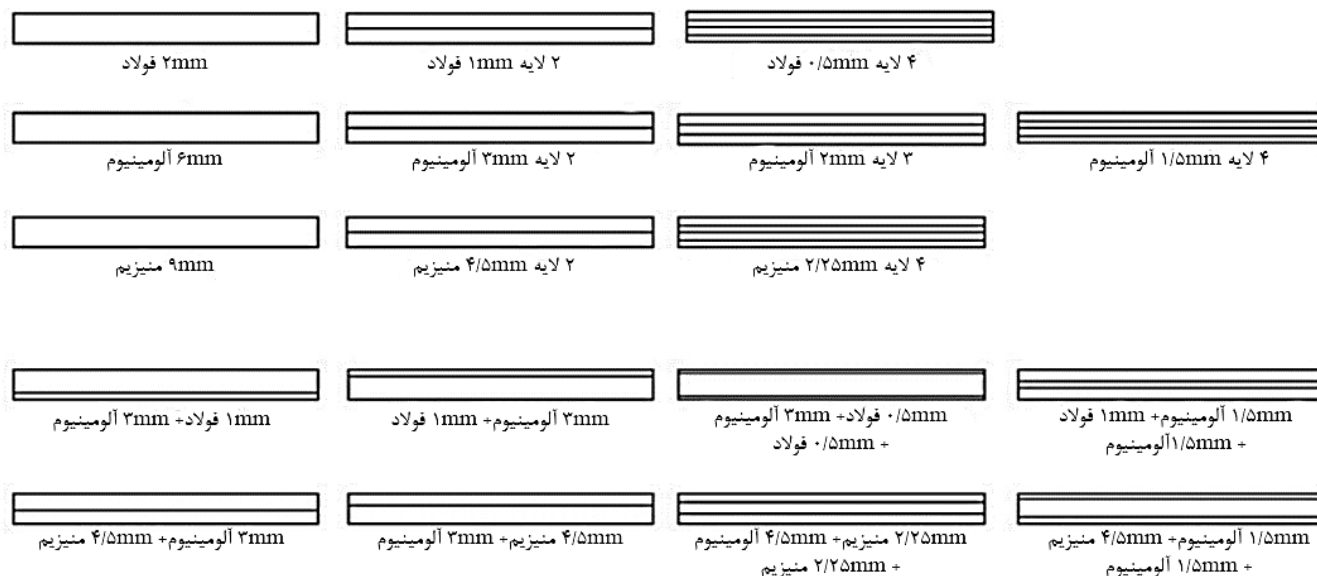 ۲mm فولاد
۲ لایه ۱mm فولاد
۴ لایه ۰/۵mm فولاد
۶mm آلومینیوم
۲ لایه ۳mm آلومینیوم
۳ لایه ۲mm آلومینیوم
۴ لایه ۱/۵mm آلومینیوم
۹mm منیزیم
۲ لایه ۴/۵mm منیزیم
۴ لایه ۲/۲۵mm منیزیم
۱mm فولاد+ ۳mm آلومینیوم
۳mm آلومینیوم+ ۱mm فولاد
۰/۵mm فولاد+ ۳mm آلومینیوم
+ ۰/۵mm فولاد
۱/۵mm آلومینیوم+ ۱mm فولاد
+ ۱/۵mm آلومینیوم
۳mm آلومینیوم+ ۴/۵mm منیزیم
۴/۵mm منیزیم+ ۳mm آلومینیوم
۲/۲۵mm منیزیم+ ۴/۵mm آلومینیوم
+ ۲/۲۵mm منیزیم
۱/۵mm آلومینیوم+ ۴/۵mm منیزیم
+ ۱/۵mm آلومینیوم